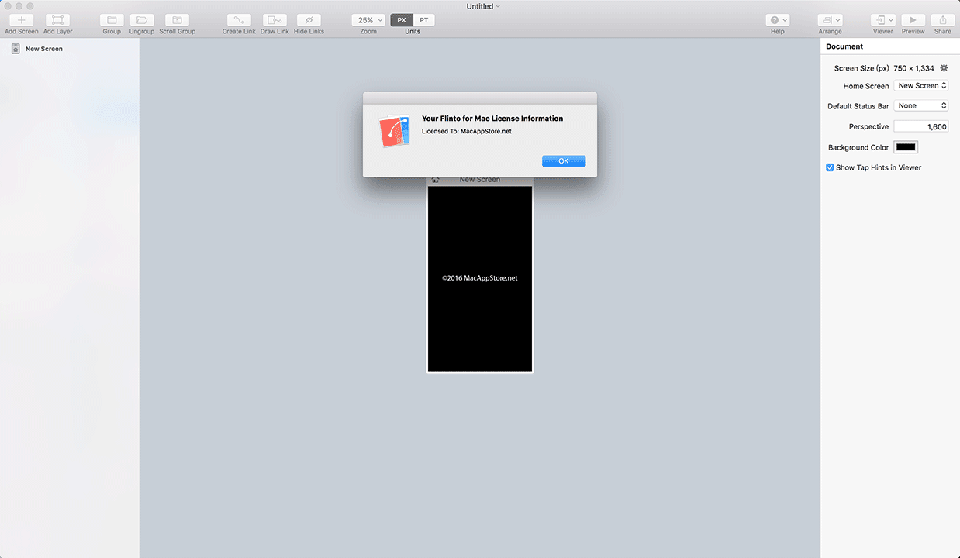 Untitled
Add Screen Add Layer Group Ungroup Scroll Group Create Link Draw Link Hide Links 25% Zoom PX PT Units Help Arrange Viewer Preview Share
New Screen
Your Flinto for Mac License Information
Licensed To: MacAppStore.net
OK
New Screen
©2016 MacAppStore.net
Document
Screen Size (px) 750 × 1,334
Home Screen New Screen
Default Status Bar None
Perspective 1,800
Background Color
Show Tap Hints in Viewer